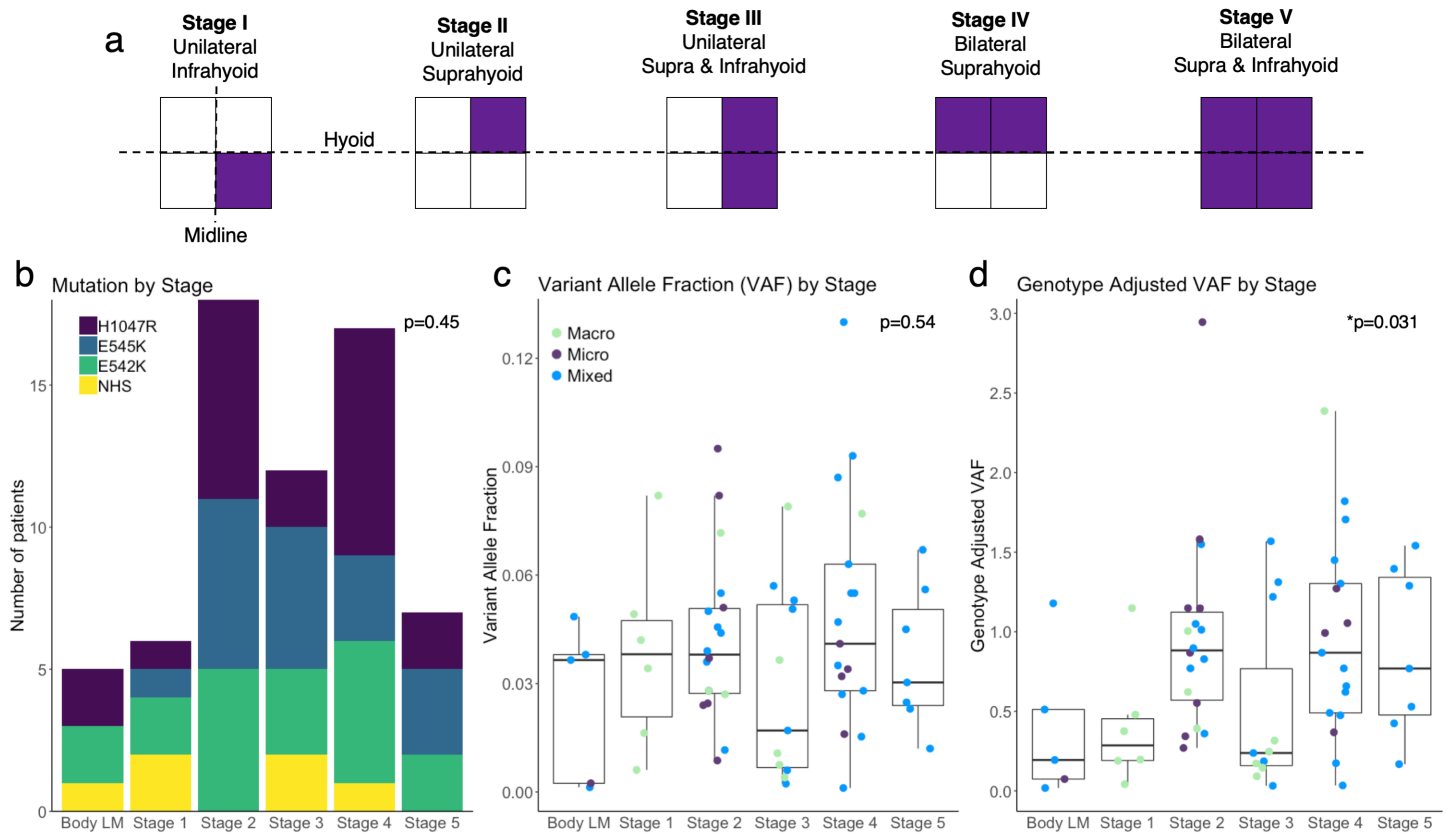 a
Stage I
Unilateral
Infrahyoid
Stage II
Unilateral
Suprahyoid
Stage III
Unilateral
Supra & Infrahyoid
Stage IV
Bilateral
Suprahyoid
Stage V
Bilateral
Supra & Infrahyoid
Hyoid
Midline
b
Mutation by Stage
p=0.45
H1047R
E545K
E542K
NHS
Number of patients
15
10
5
0
Body LM Stage 1 Stage 2 Stage 3 Stage 4 Stage 5
c
Variant Allele Fraction (VAF) by Stage
p=0.54
Macro
Micro
Mixed
Variant Allele Fraction
0.12
0.09
0.06
0.03
0.00
Body LM Stage 1 Stage 2 Stage 3 Stage 4 Stage 5
d
Genotype Adjusted VAF by Stage
*p=0.031
Genotype Adjusted VAF
3.0
2.5
2.0
1.5
1.0
0.5
0.0
Body LM Stage 1 Stage 2 Stage 3 Stage 4 Stage 5